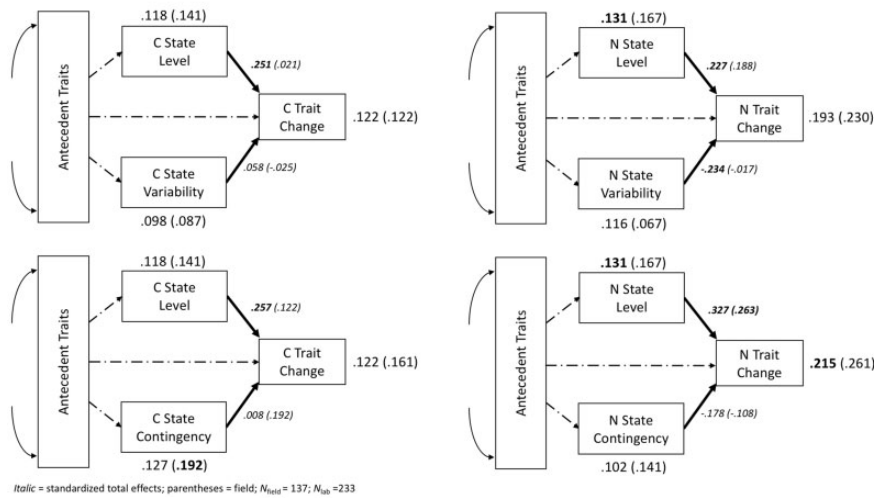 .118 (.141)
C State
Level
Antecedent Traits
.251 (.021)
C Trait
Change
.122 (.122)
.058 (-.025)
C State
Variability
.098 (.087)
.131 (.167)
N State
Level
Antecedent Traits
.227 (.188)
N Trait
Change
.193 (.230)
-.234 (-.017)
N State
Variability
.116 (.067)
.118 (.141)
C State
Level
Antecedent Traits
.257 (.122)
C Trait
Change
.122 (.161)
.008 (.192)
C State
Contingency
.127 (.192)
.131 (.167)
N State
Level
Antecedent Traits
.327 (.263)
N Trait
Change
.215 (.261)
-.178 (-.108)
N State
Contingency
.102 (.141)
Italic = standardized total effects; parentheses = field; Nfield = 137; Nlab =233